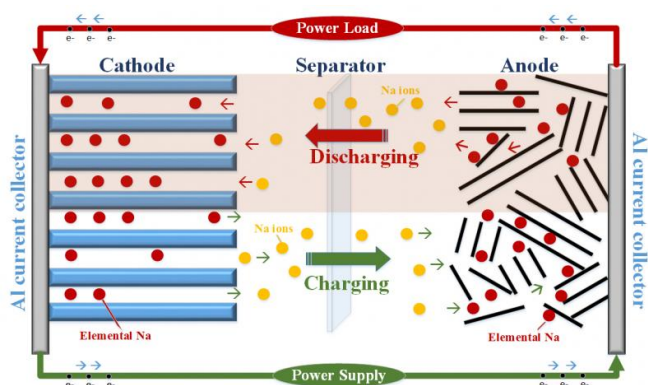 Power Load
e- e- e-
e- e- e-
Cathode
Separator
Anode
Na ions
Discharging
Al current collector
Al current collector
Na ions
Charging
Elemental Na
Elemental Na
Power Supply
e- e- e-
e- e- e-